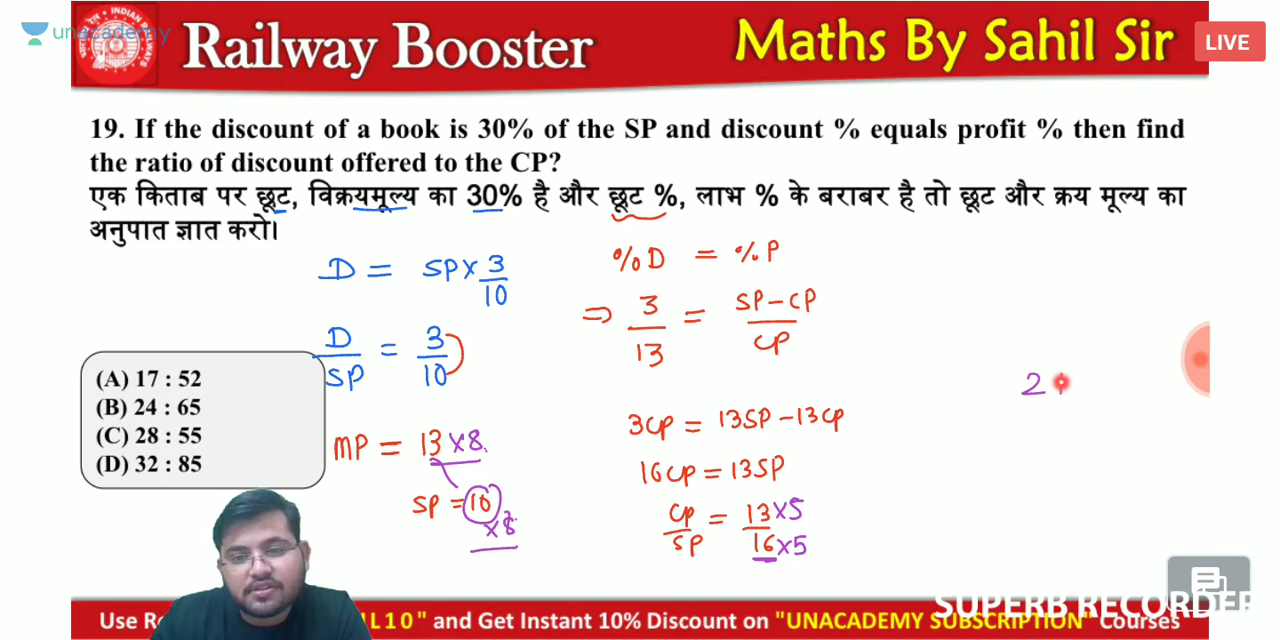 unacademy
Railway Booster
Maths By Sahil Sir
LIVE
19. If the discount of a book is 30% of the SP and discount % equals profit % then find
the ratio of discount offered to the CP?
एक किताब पर छूट, विक्रयमूल्य का 30% है और छूट %, लाभ % के बराबर है तो छूट और क्रय मूल्य का
अनुपात ज्ञात करो।
D = SP × 3/10
D/SP = 3/10
MP = 13 × 8
SP = 10 × 8
(A) 17 : 52
(B) 24 : 65
(C) 28 : 55
(D) 32 : 85
%D = %P
⇒ 3/13 = SP - CP/CP
3CP = 13SP - 13CP
16CP = 13SP
CP/SP = 13×5/16×5
2
Use R
L10" and Get Instant 10% Discount on "UNACADEMY SUBSCRIPTION" Courses
SUPERB RECORDER